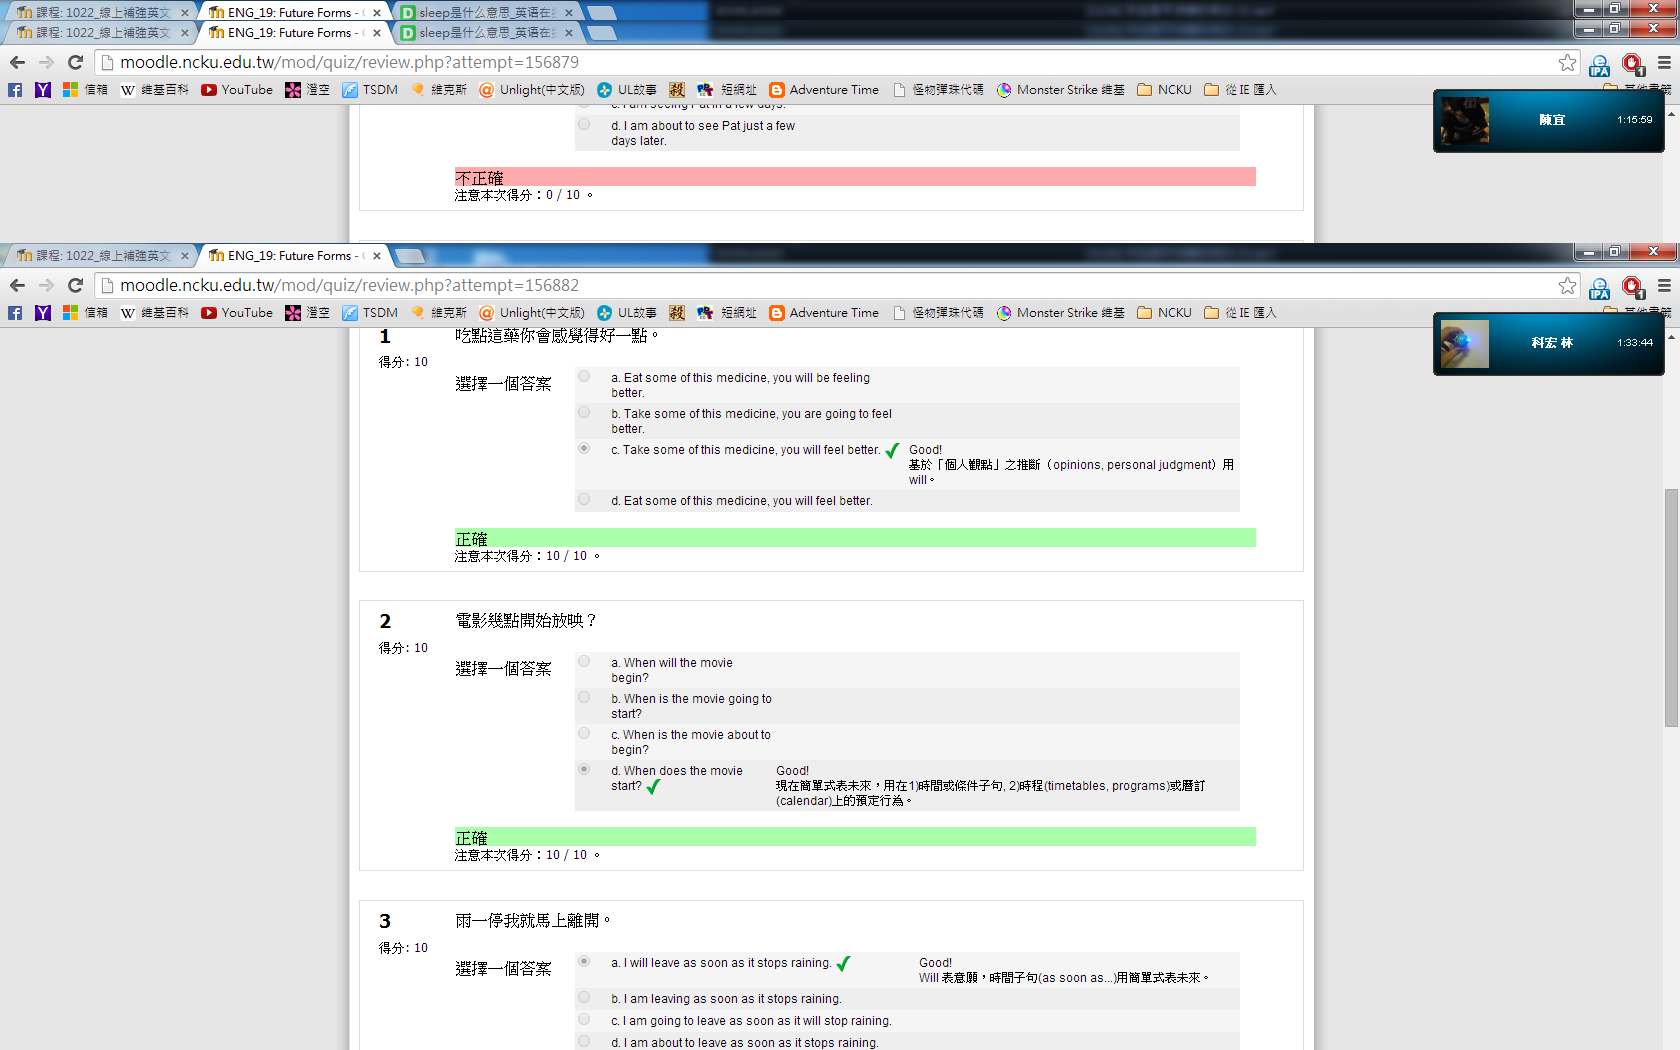 課程: 1022_線上補強英文
ENG_19: Future Forms - (
sleep是什么意思_英语在线
課程: 1022_線上補強英文
ENG_19: Future Forms - (
sleep是什么意思_英语在线
moodle.ncku.edu.tw/mod/quiz/review.php?attempt=156879
信箱
維基百科
YouTube
澄空
TSDM
維克斯
Unlight(中文版)
UL故事
殺
短網址
Adventure Time
怪物彈珠代碼
Monster Strike 維基
NCKU
從 IE 匯入
其他書籤
陳宜
1:15:59
c. I am seeing Pat in a few days.
d. I am about to see Pat just a few
days later.
不正確
注意本次得分：0 / 10 。
課程: 1022_線上補強英文
ENG_19: Future Forms - (
moodle.ncku.edu.tw/mod/quiz/review.php?attempt=156882
信箱
維基百科
YouTube
澄空
TSDM
維克斯
Unlight(中文版)
UL故事
殺
短網址
Adventure Time
怪物彈珠代碼
Monster Strike 維基
NCKU
從 IE 匯入
其他書籤
科宏 林
1:33:44
1
吃點這藥你會感覺得好一點。
得分: 10
選擇一個答案
a. Eat some of this medicine, you will be feeling
better.
b. Take some of this medicine, you are going to feel
better.
c. Take some of this medicine, you will feel better.
Good!
基於「個人觀點」之推斷（opinions, personal judgment）用
will。
d. Eat some of this medicine, you will feel better.
正確
注意本次得分：10 / 10 。
2
電影幾點開始放映？
得分: 10
選擇一個答案
a. When will the movie
begin?
b. When is the movie going to
start?
c. When is the movie about to
begin?
d. When does the movie
start?
Good!
現在簡單式表未來，用在1)時間或條件子句, 2)時程(timetables, programs)或曆訂
(calendar)上的預定行為。
正確
注意本次得分：10 / 10 。
3
雨一停我就馬上離開。
得分: 10
選擇一個答案
a. I will leave as soon as it stops raining.
Good!
Will 表意願，時間子句(as soon as...)用簡單式表未來。
b. I am leaving as soon as it stops raining.
c. I am going to leave as soon as it will stop raining.
d. I am about to leave as soon as it stops raining.